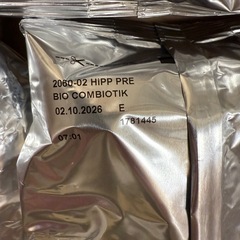 2060-02 HIPP PRE
BIO COMBIOTIK
02.10.2026 E
1781445
07:01